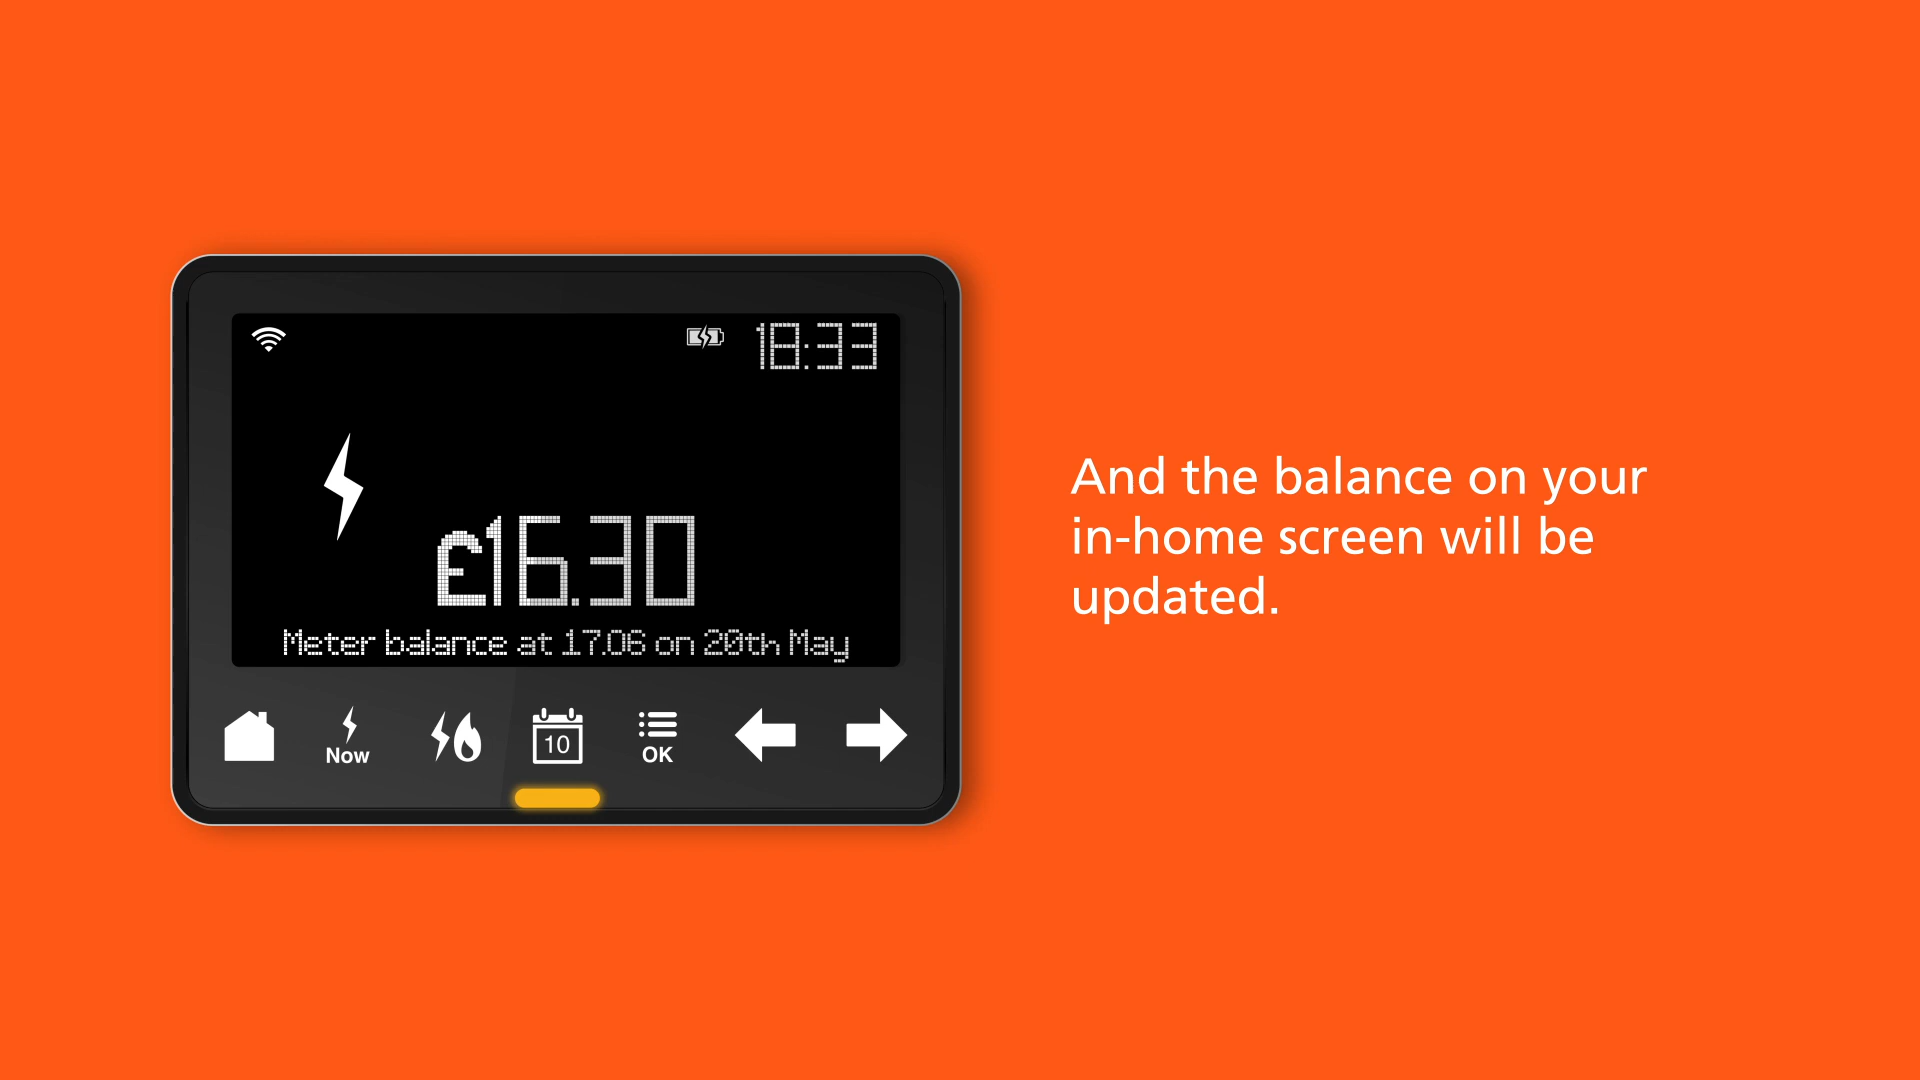 18:33
£16.30
Meter balance at 17.06 on 20th May
Now
10
OK
And the balance on your
in-home screen will be
updated.